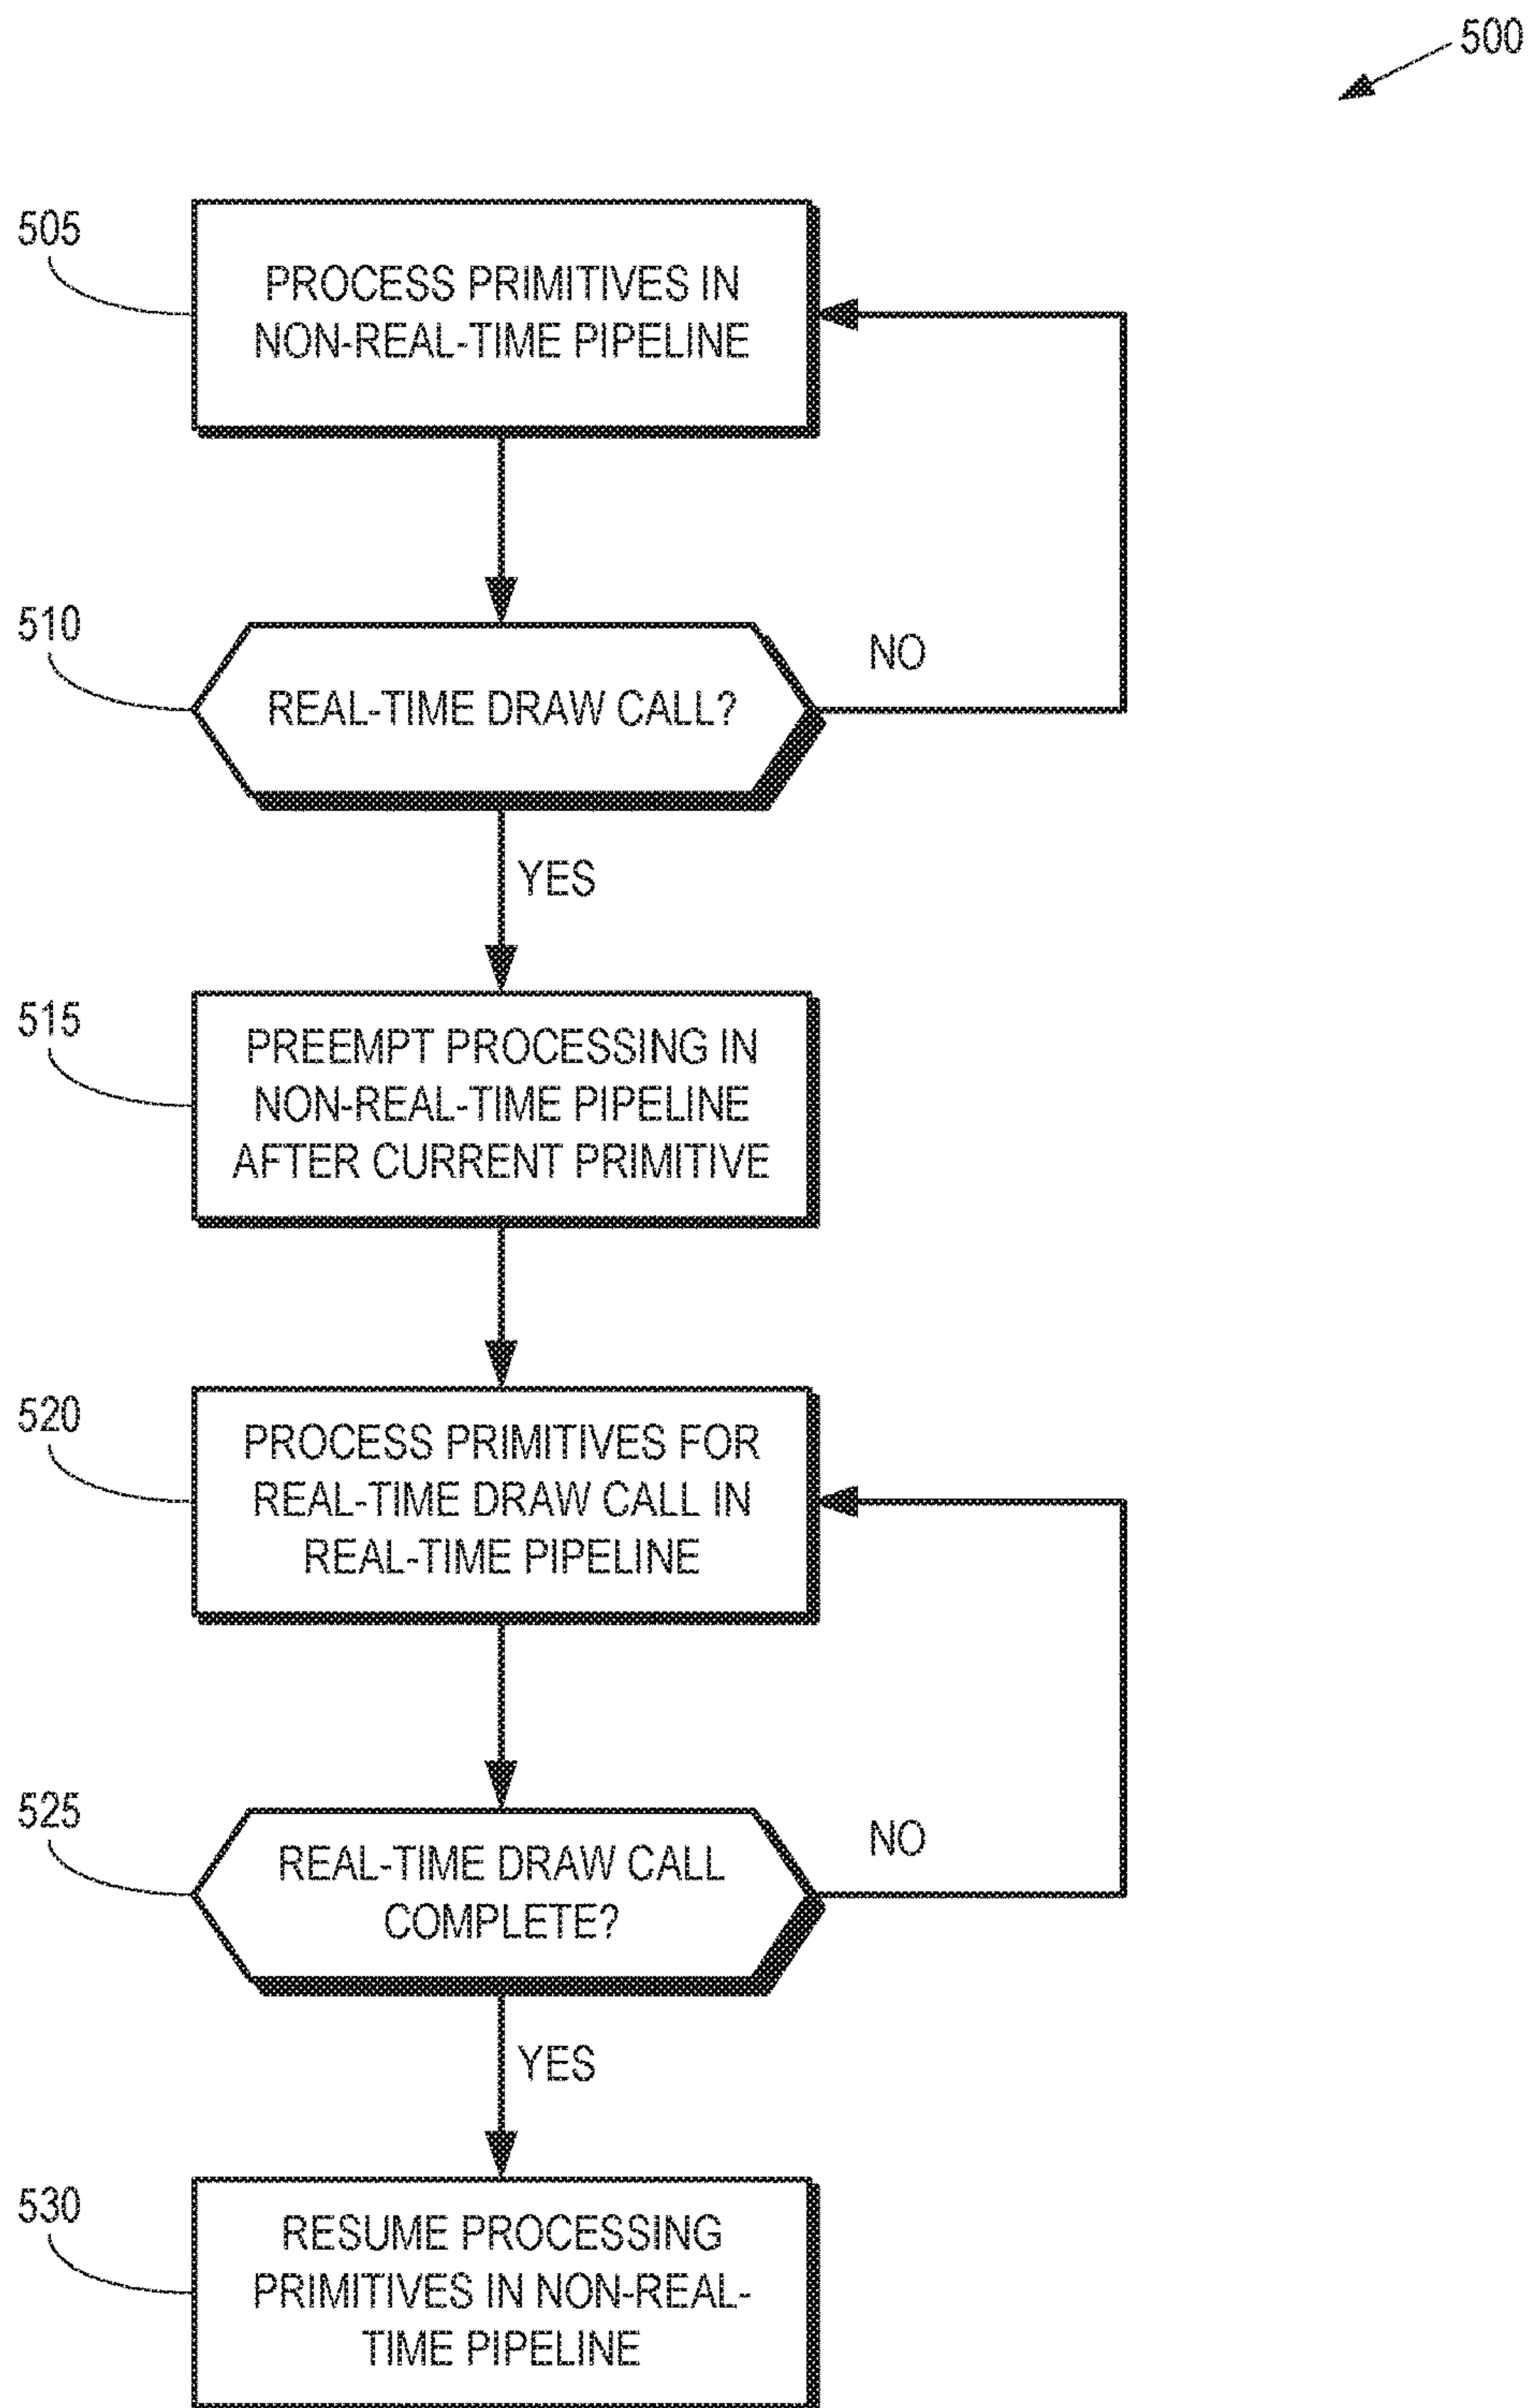 500
505
PROCESS PRIMITIVES IN
NON-REAL-TIME PIPELINE
510
REAL-TIME DRAW CALL?
NO
YES
515
PREEMPT PROCESSING IN
NON-REAL-TIME PIPELINE
AFTER CURRENT PRIMITIVE
520
PROCESS PRIMITIVES FOR
REAL-TIME DRAW CALL IN
REAL-TIME PIPELINE
525
REAL-TIME DRAW CALL
COMPLETE?
NO
YES
530
RESUME PROCESSING
PRIMITIVES IN NON-REAL-
TIME PIPELINE